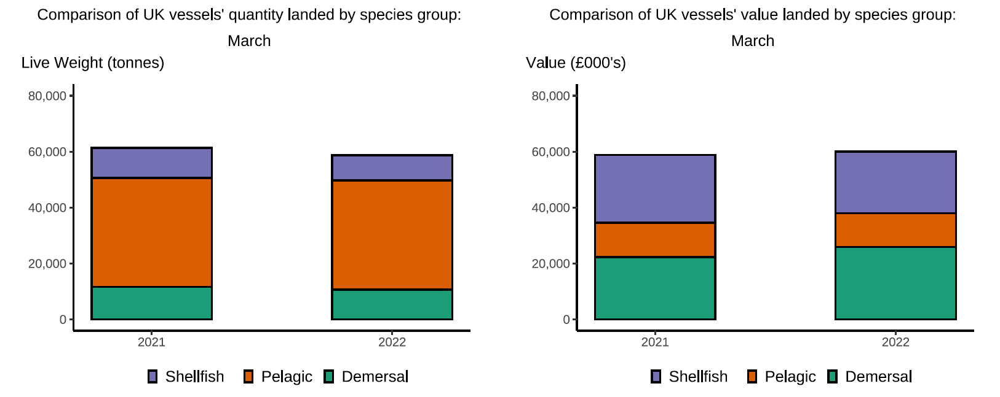 Comparison of UK vessels' quantity landed by species group:
March
Live Weight (tonnes)
80,000
60,000
40,000
20,000
0
2021 2022
Shellfish Pelagic Demersal
Comparison of UK vessels' value landed by species group:
March
Value (£000's)
80,000
60,000
40,000
20,000
0
2021 2022
Shellfish Pelagic Demersal